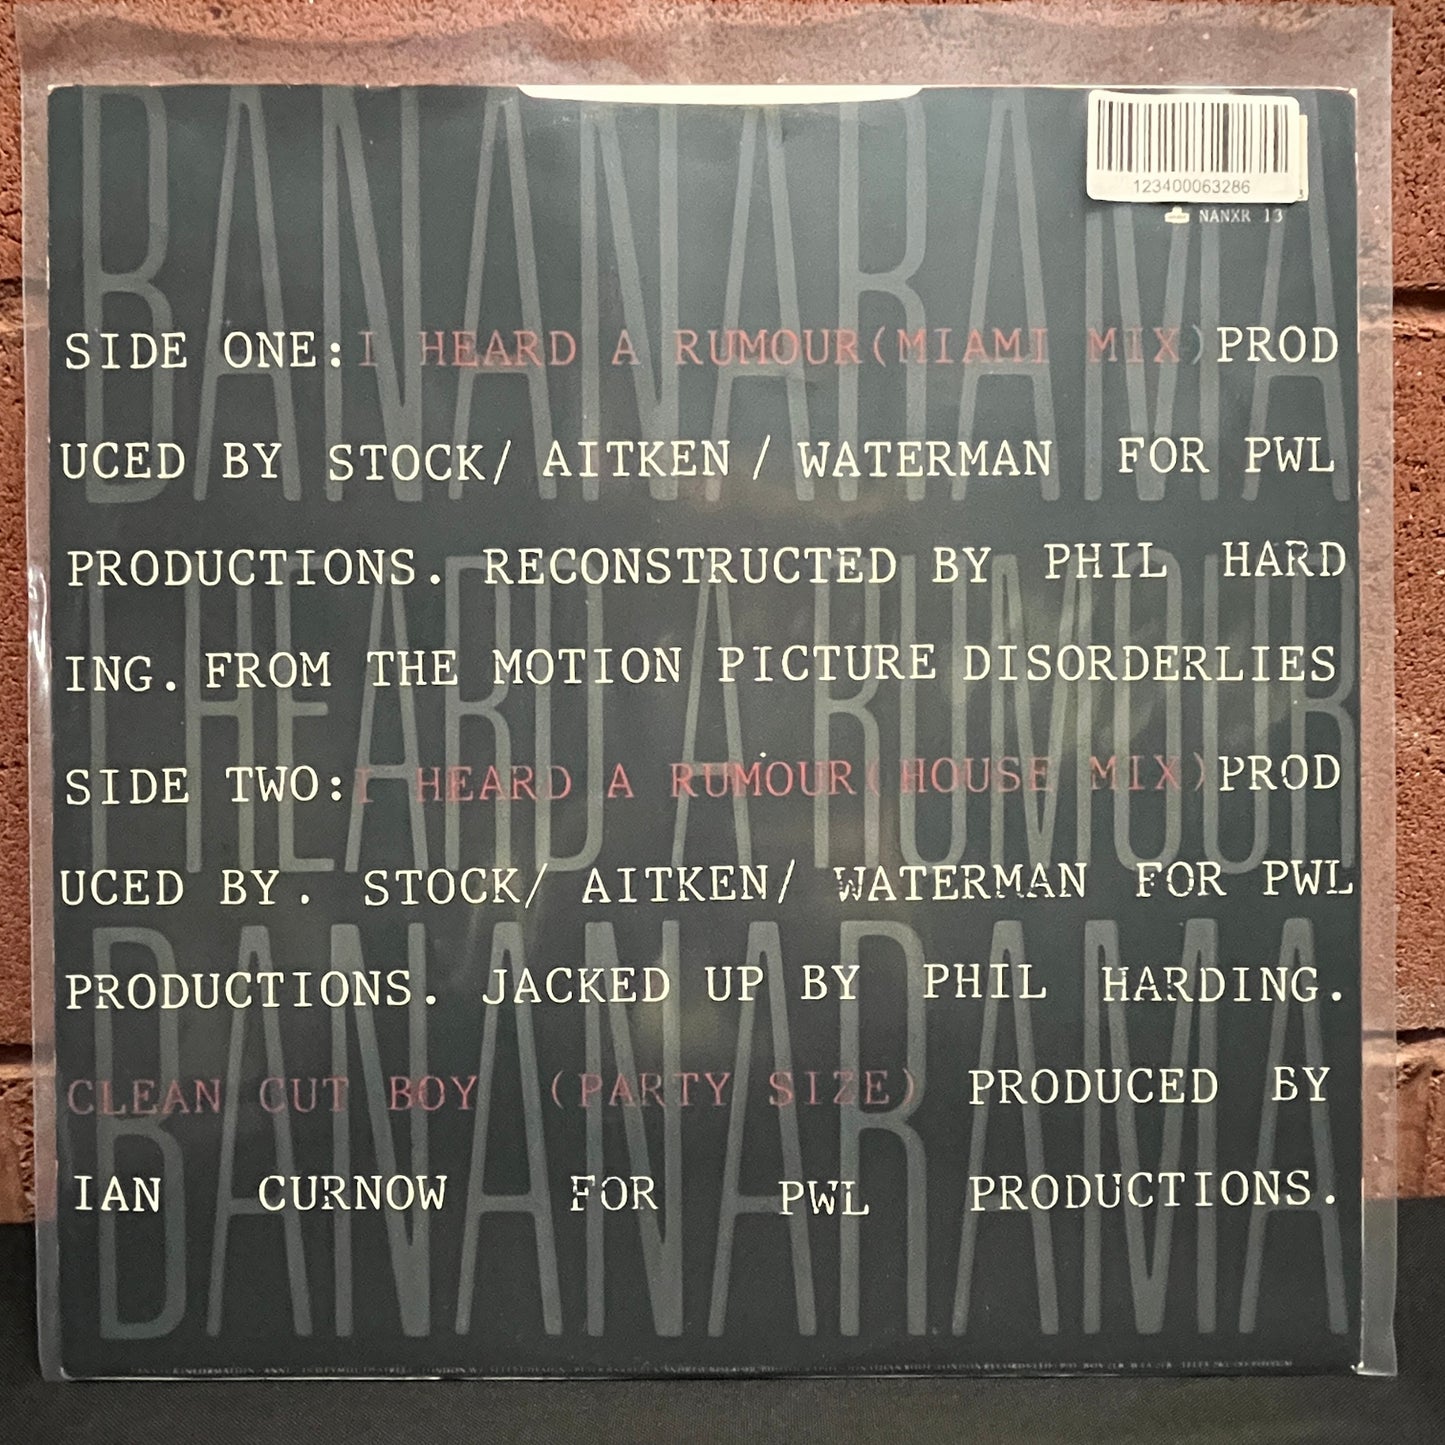 BANANARAMA
123400063286
NANXR 13
SIDE ONE: I HEARD A RUMOUR (MIAMI MIX) PROD
UCED BY STOCK/ AITKEN / WATERMAN FOR PWL
PRODUCTIONS. RECONSTRUCTED BY PHIL HARD
I HEARD A RUMOUR
ING. FROM THE MOTION PICTURE DISORDERLIES
SIDE TWO: I HEARD A RUMOUR ( HOUSE MIX) PROD
UCED BY. STOCK/ AITKEN/ WATERMAN FOR PWL
BANANARAMA
PRODUCTIONS. JACKED UP BY PHIL HARDING.
CLEAN CUT BOY (PARTY SIZE) PRODUCED BY
IAN CURNOW FOR PWL PRODUCTIONS.